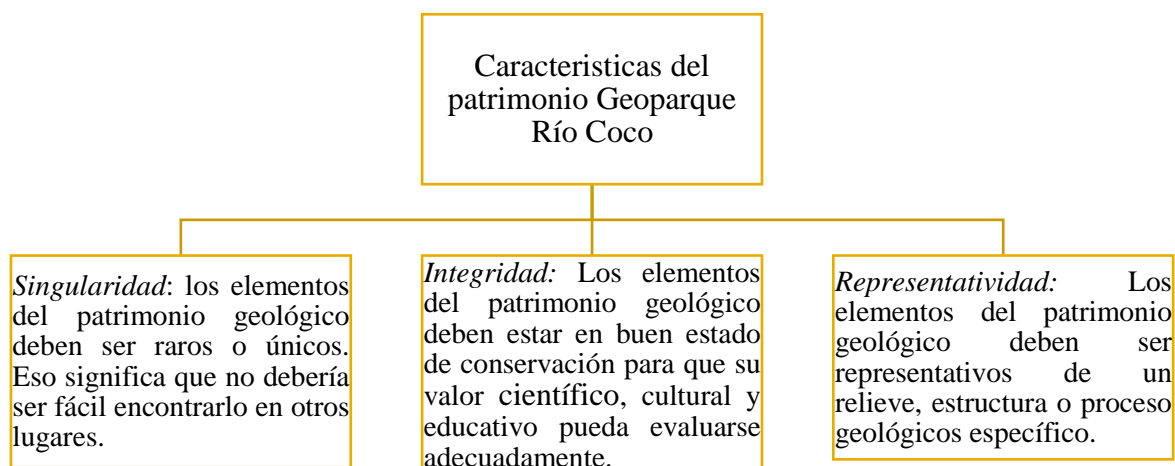 Caracteristicas del
patrimonio Geoparque
Río Coco
Singularidad: los elementos
del patrimonio geológico
deben ser raros o únicos.
Eso significa que no debería
ser fácil encontrarlo en otros
lugares.
Integridad: Los elementos
del patrimonio geológico
deben estar en buen estado
de conservación para que su
valor científico, cultural y
educativo pueda evaluarse
adecuadamente.
Representatividad: Los
elementos del patrimonio
geológico deben ser
representativos de un
relieve, estructura o proceso
geológicos específico.